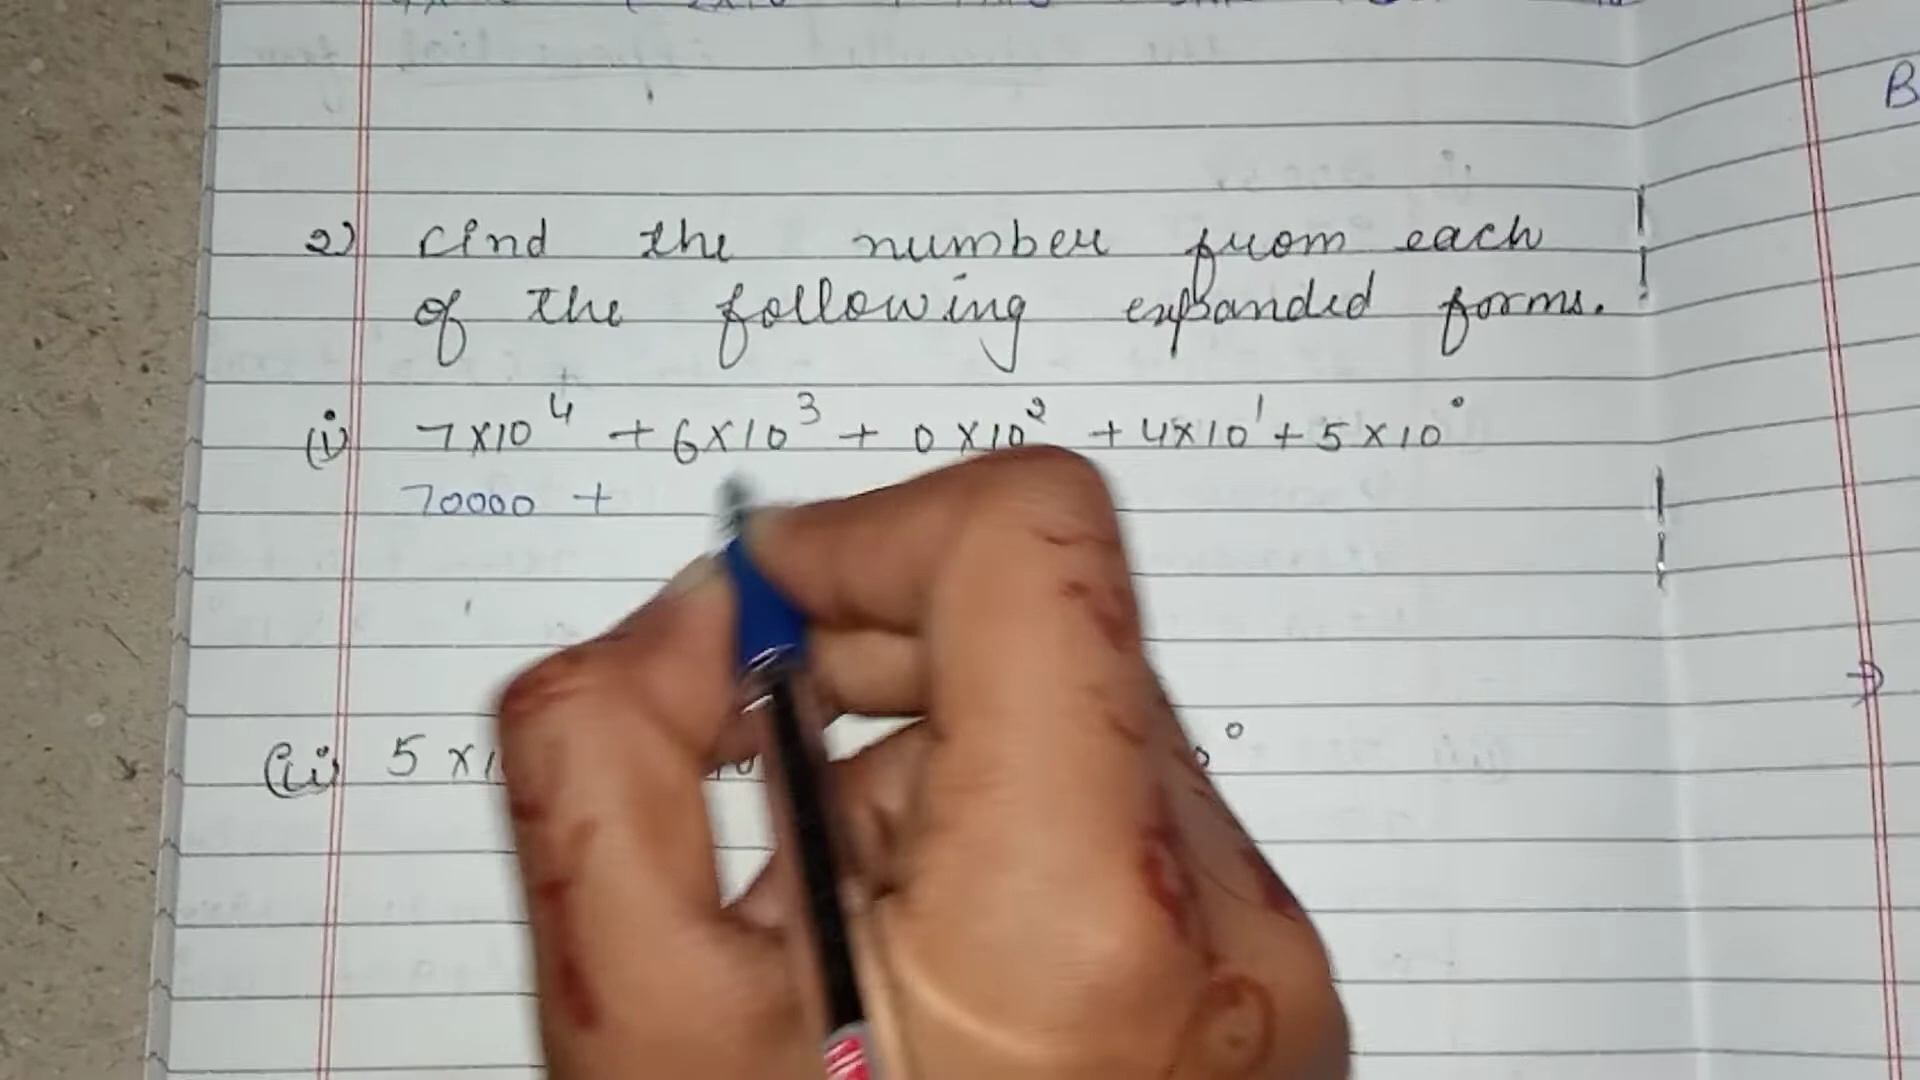 2) Find the number from each
of the following expanded forms.
(i) 7×10⁴ + 6×10³ + 0×10² + 4×10¹ + 5×10⁰
70000 +
(ii) 5 ×1
B